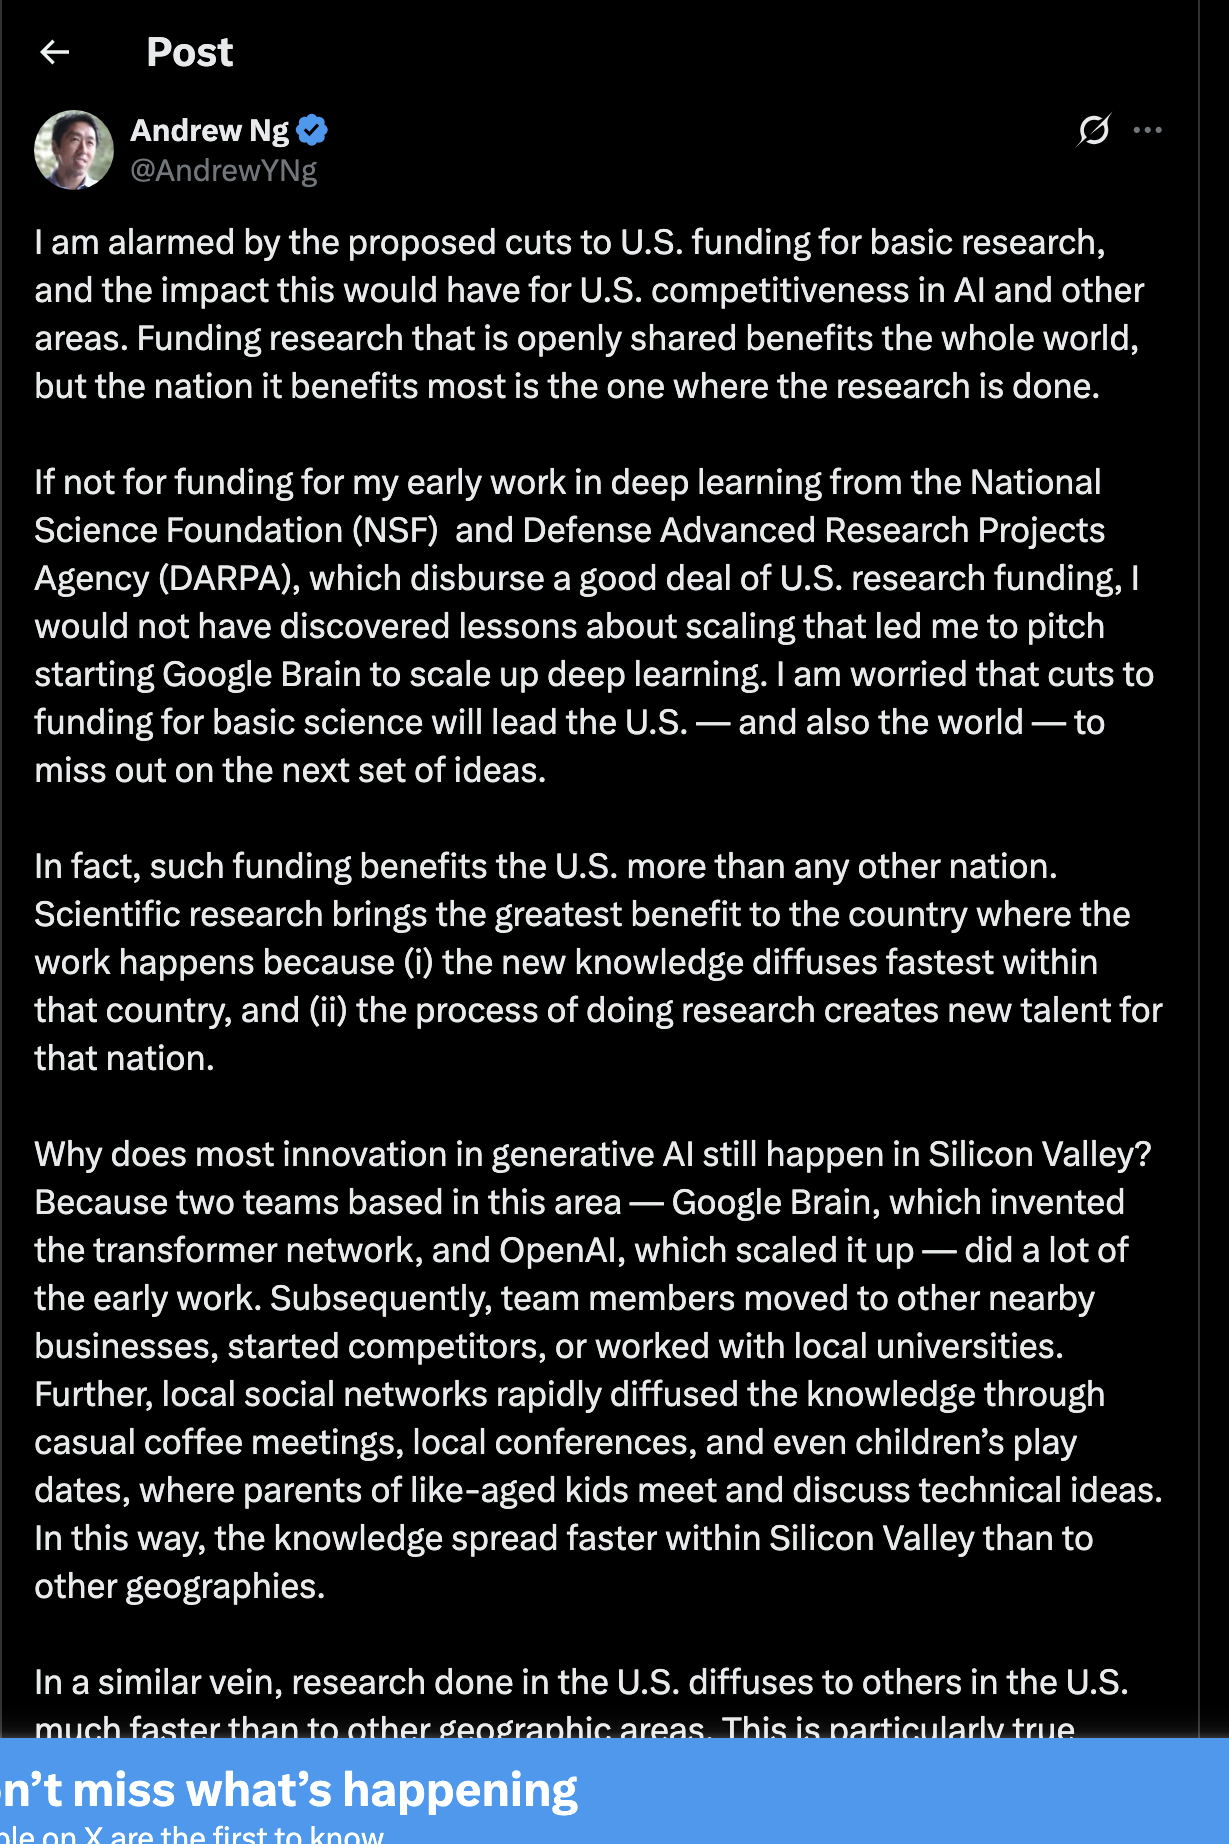 Post
Andrew Ng
@AndrewYNg
I am alarmed by the proposed cuts to U.S. funding for basic research,
and the impact this would have for U.S. competitiveness in AI and other
areas. Funding research that is openly shared benefits the whole world,
but the nation it benefits most is the one where the research is done.
If not for funding for my early work in deep learning from the National
Science Foundation (NSF)  and Defense Advanced Research Projects
Agency (DARPA), which disburse a good deal of U.S. research funding, I
would not have discovered lessons about scaling that led me to pitch
starting Google Brain to scale up deep learning. I am worried that cuts to
funding for basic science will lead the U.S. — and also the world — to
miss out on the next set of ideas.
In fact, such funding benefits the U.S. more than any other nation.
Scientific research brings the greatest benefit to the country where the
work happens because (i) the new knowledge diffuses fastest within
that country, and (ii) the process of doing research creates new talent for
that nation.
Why does most innovation in generative AI still happen in Silicon Valley?
Because two teams based in this area — Google Brain, which invented
the transformer network, and OpenAI, which scaled it up — did a lot of
the early work. Subsequently, team members moved to other nearby
businesses, started competitors, or worked with local universities.
Further, local social networks rapidly diffused the knowledge through
casual coffee meetings, local conferences, and even children’s play
dates, where parents of like-aged kids meet and discuss technical ideas.
In this way, the knowledge spread faster within Silicon Valley than to
other geographies.
In a similar vein, research done in the U.S. diffuses to others in the U.S.
much faster than to other geographic areas. This is particularly true
n’t miss what’s happening
ple on X are the first to know.